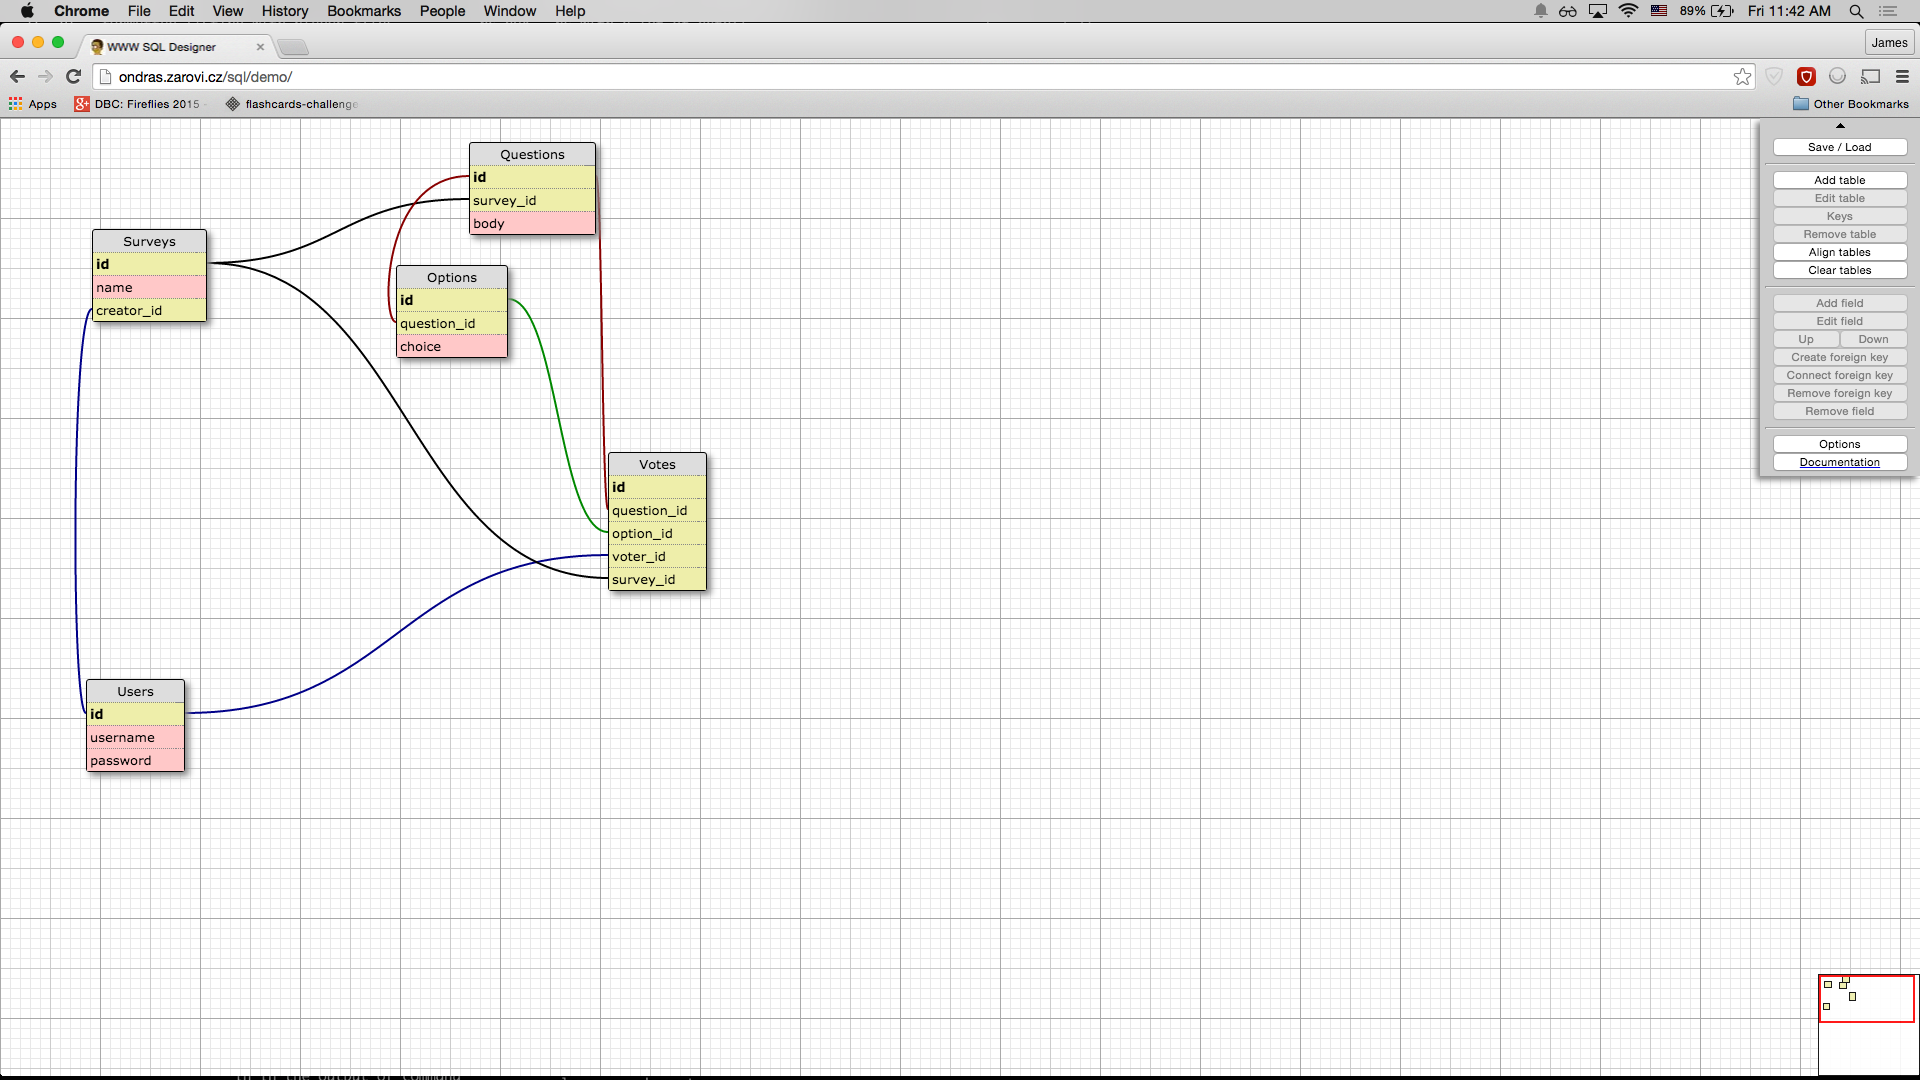 Chrome File Edit View History Bookmarks People Window Help 89% Fri 11:42 AM
WWW SQL Designer James
ondras.zarovi.cz/sql/demo/
Apps DBC: Fireflies 2015 flashcards-challenge Other Bookmarks
Questions
id
survey_id
body
Surveys
id
name
creator_id
Options
id
question_id
choice
Votes
id
question_id
option_id
voter_id
survey_id
Users
id
username
password
Save / Load
Add table
Edit table
Keys
Remove table
Align tables
Clear tables
Add field
Edit field
Up Down
Create foreign key
Connect foreign key
Remove foreign key
Remove field
Options
Documentation